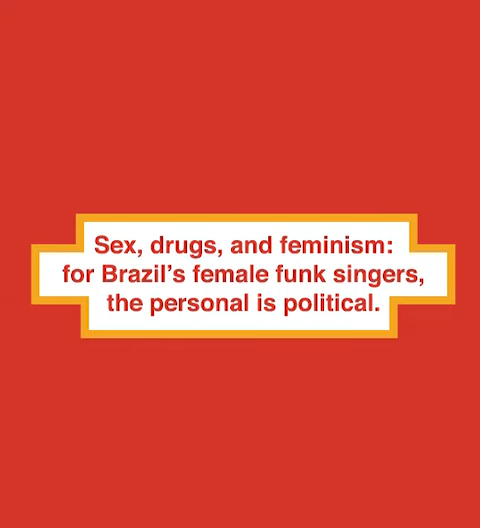 Sex, drugs, and feminism:
for Brazil’s female funk singers,
the personal is political.